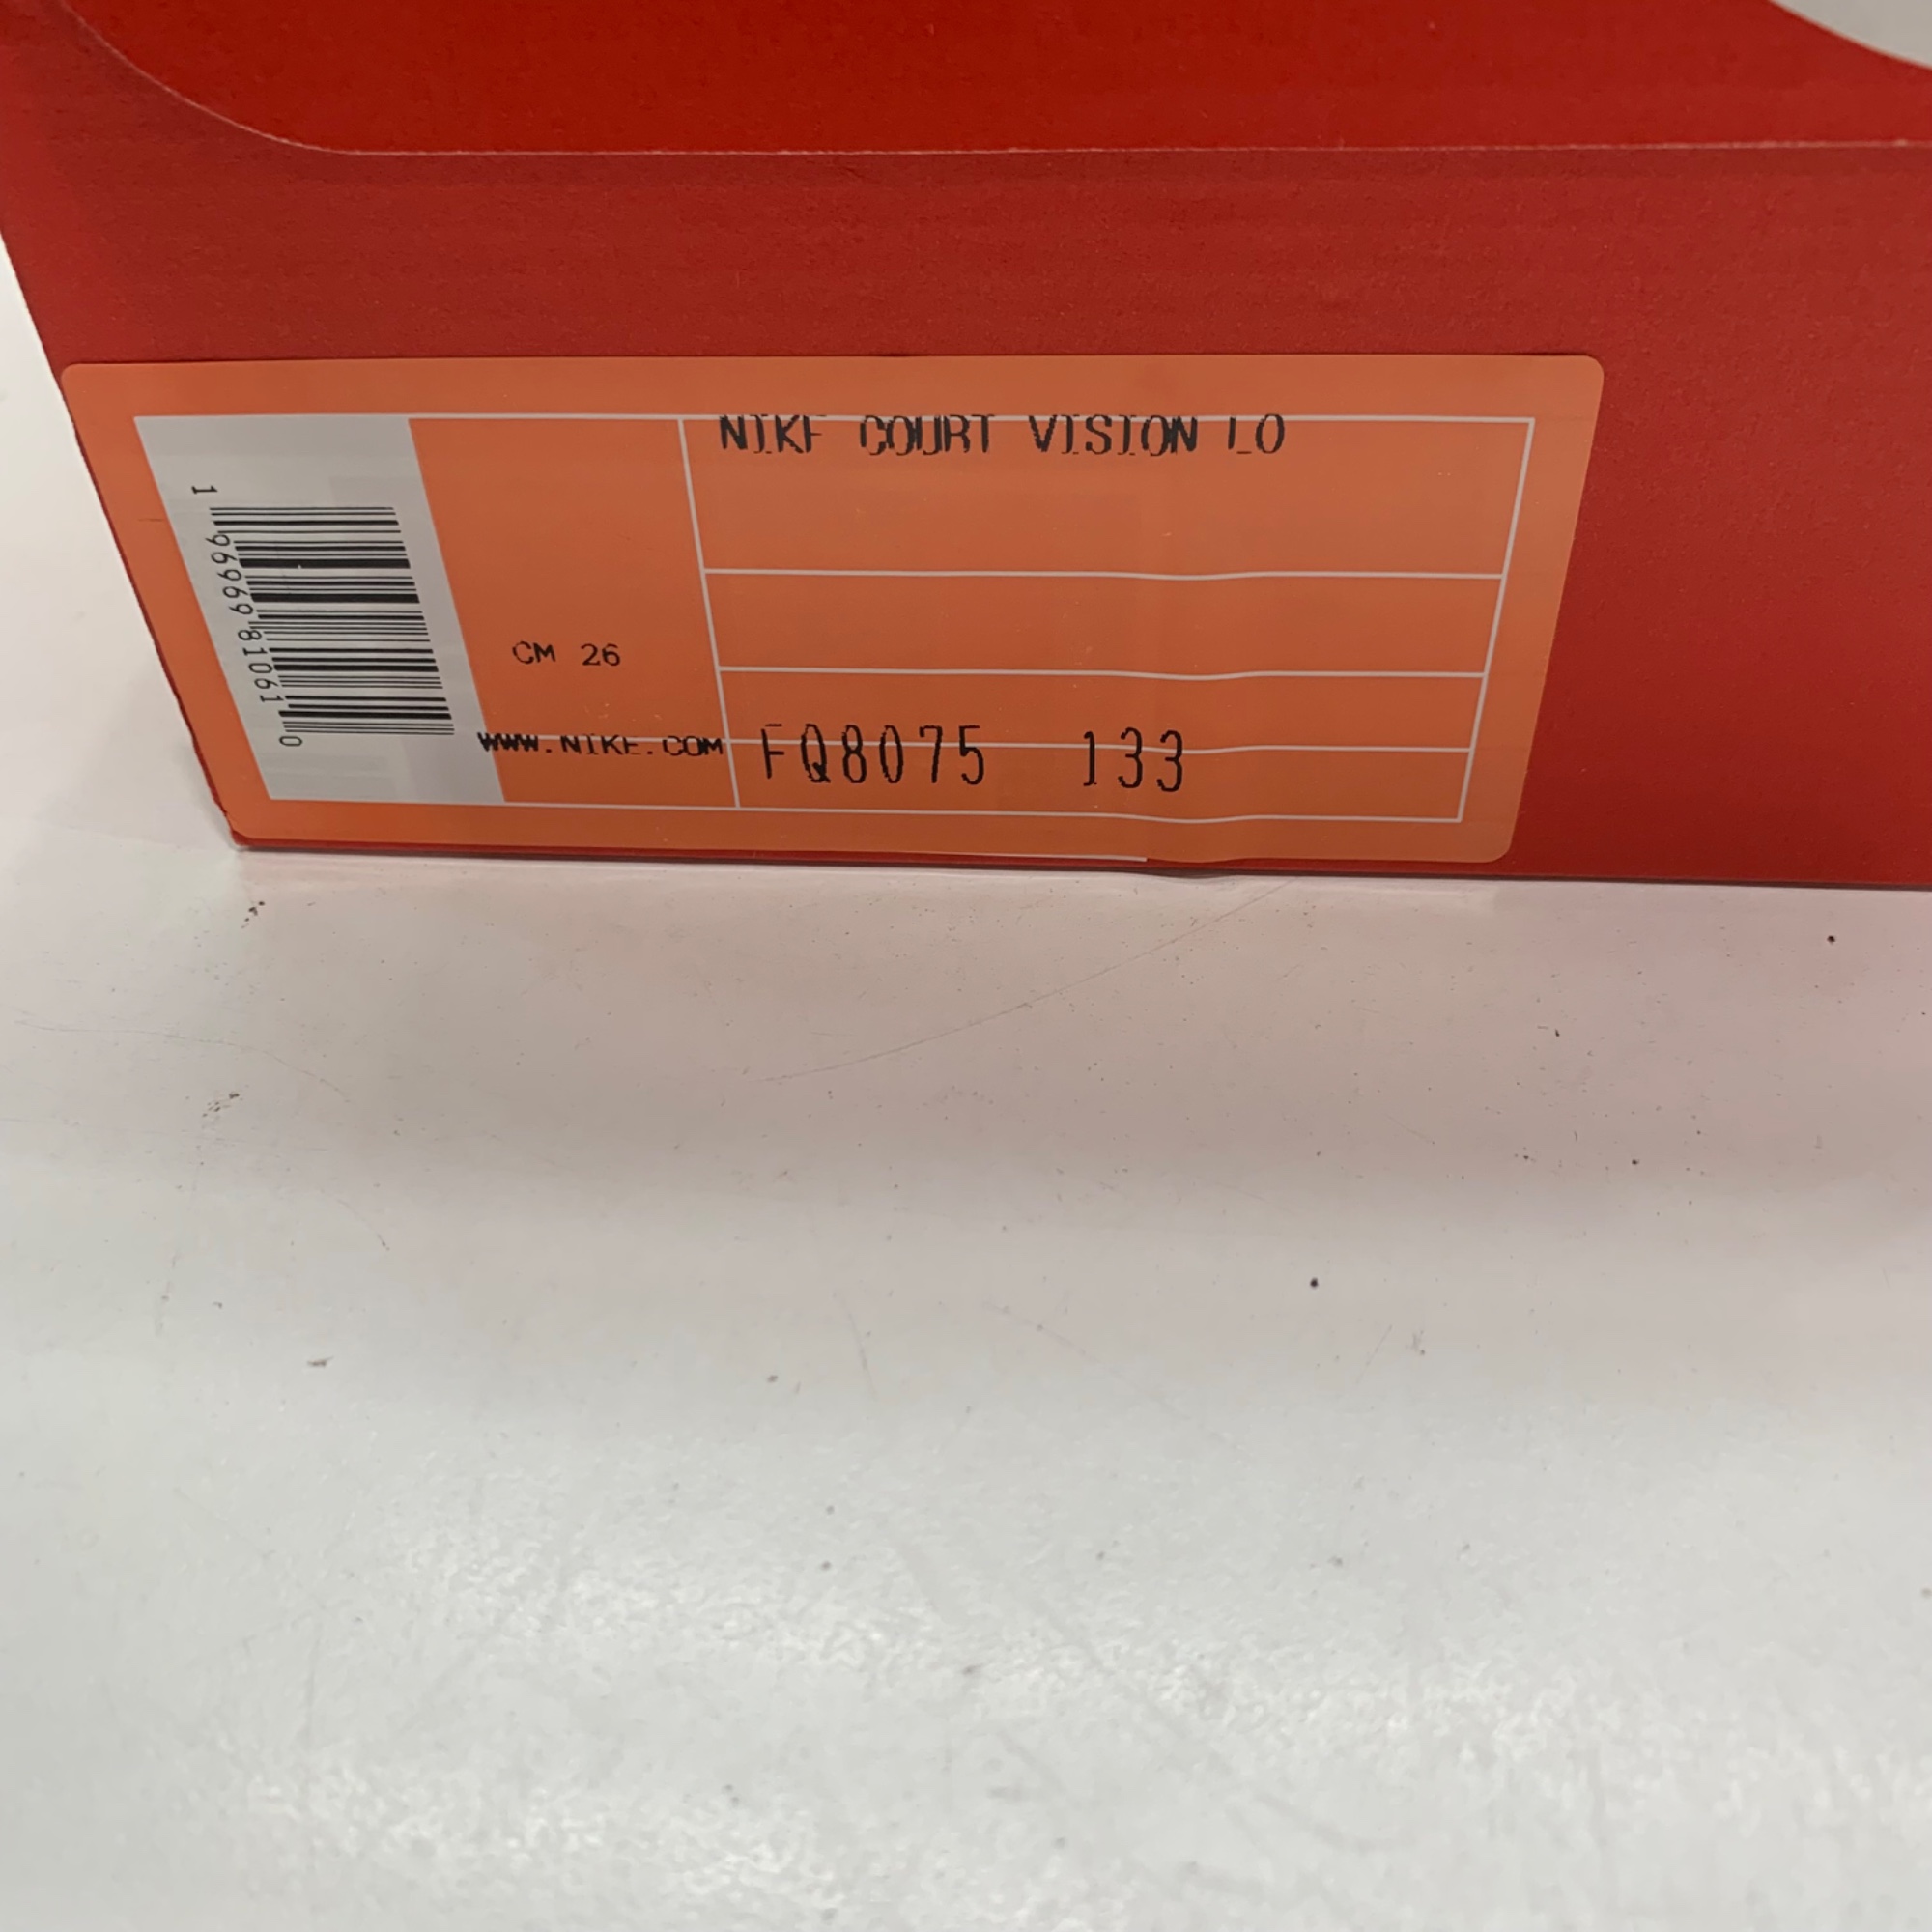 NIKE COURT VISION LO
CM 26
WWW.NIKE.COM
FQ8075 133
1 96969 81061 0